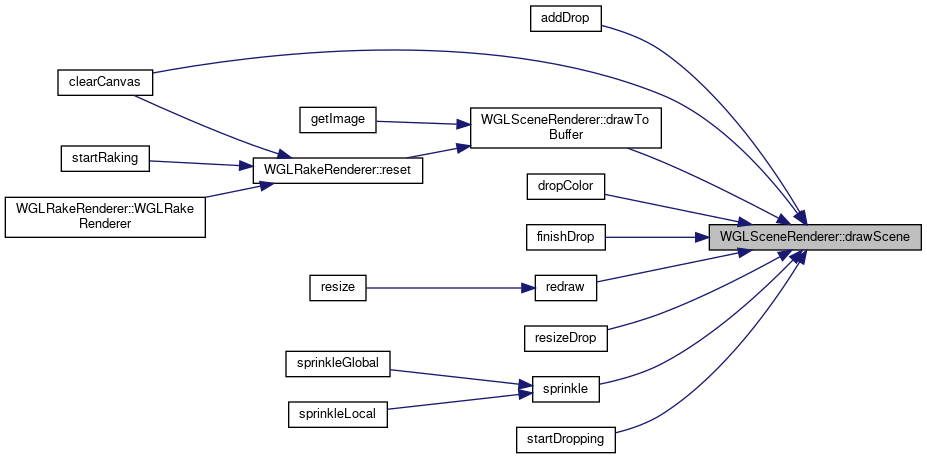 addDrop
clearCanvas
getImage
WGLSceneRenderer::drawTo
Buffer
startRaking
WGLRakeRenderer::reset
dropColor
WGLRakeRenderer::WGLRake
Renderer
finishDrop
WGLSceneRenderer::drawScene
resize
redraw
resizeDrop
sprinkleGlobal
sprinkle
sprinkleLocal
startDropping